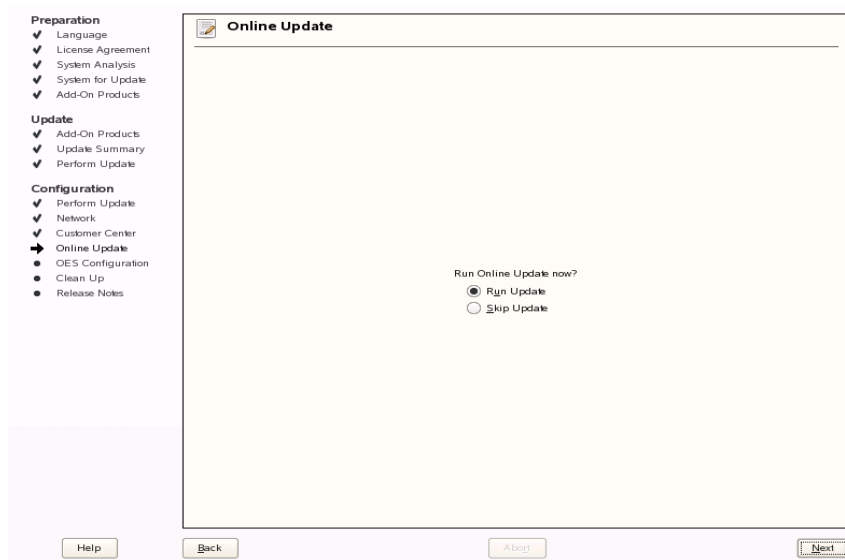 Preparation
Language
License Agreement
System Analysis
System for Update
Add-On Products
Update
Add-On Products
Update Summary
Perform Update
Configuration
Perform Update
Network
Customer Center
Online Update
OES Configuration
Clean Up
Release Notes
Online Update
Run Online Update now?
Run Update
Skip Update
Help
Back
Abort
Next